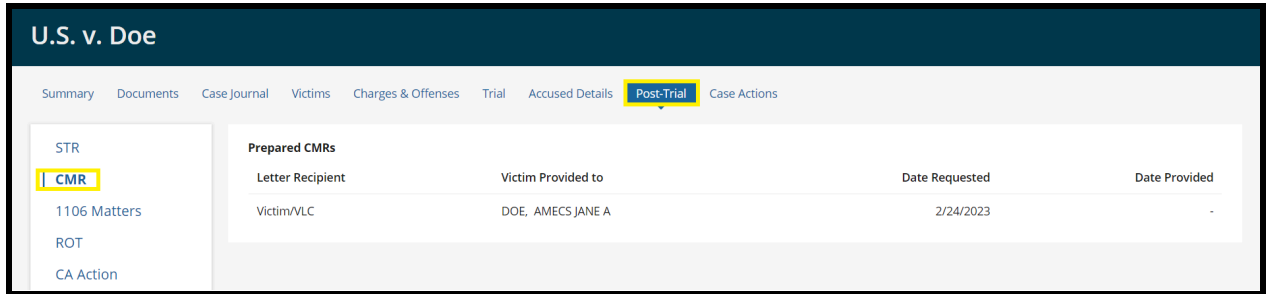 U.S. v. Doe
Summary Documents Case Journal Victims Charges & Offenses Trial Accused Details Post-Trial Case Actions
STR
CMR
1106 Matters
ROT
CA Action
Prepared CMRs
Letter Recipient Victim Provided to Date Requested Date Provided
Victim/VLC DOE, AMECS JANE A 2/24/2023 -